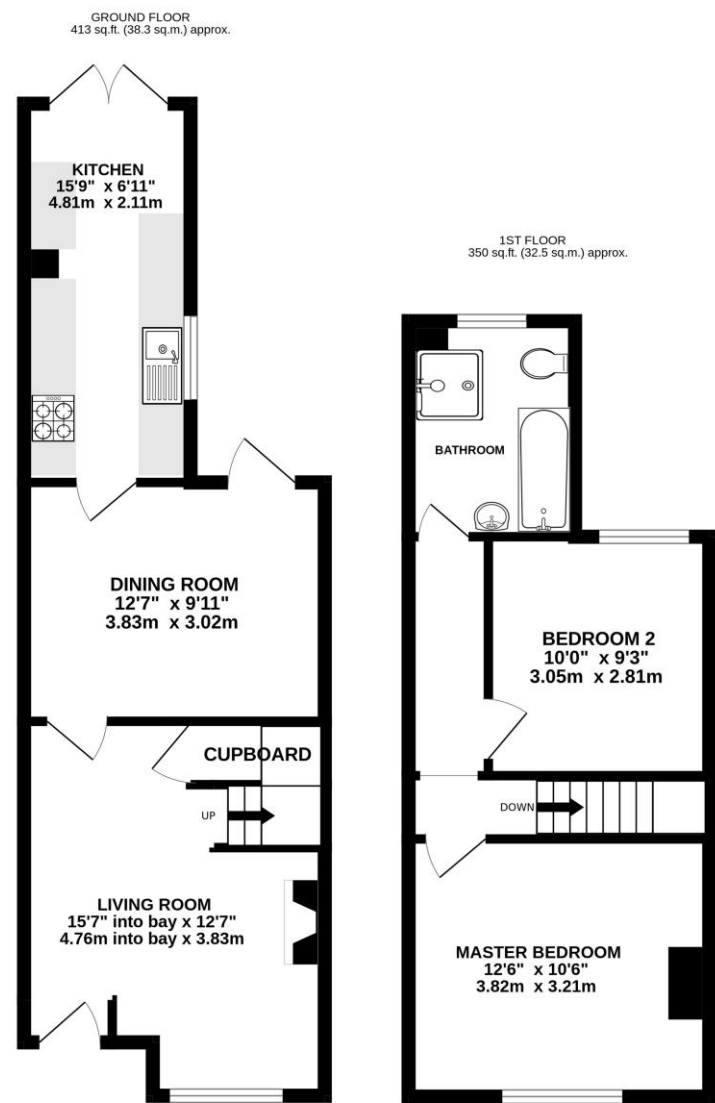 GROUND FLOOR
413 sq.ft. (38.3 sq.m.) approx.
KITCHEN
15'9" x 6'11"
4.81m x 2.11m
DINING ROOM
12'7" x 9'11"
3.83m x 3.02m
CUPBOARD
UP
LIVING ROOM
15'7" into bay x 12'7"
4.76m into bay x 3.83m
1ST FLOOR
350 sq.ft. (32.5 sq.m.) approx.
BATHROOM
BEDROOM 2
10'0" x 9'3"
3.05m x 2.81m
DOWN
MASTER BEDROOM
12'6" x 10'6"
3.82m x 3.21m